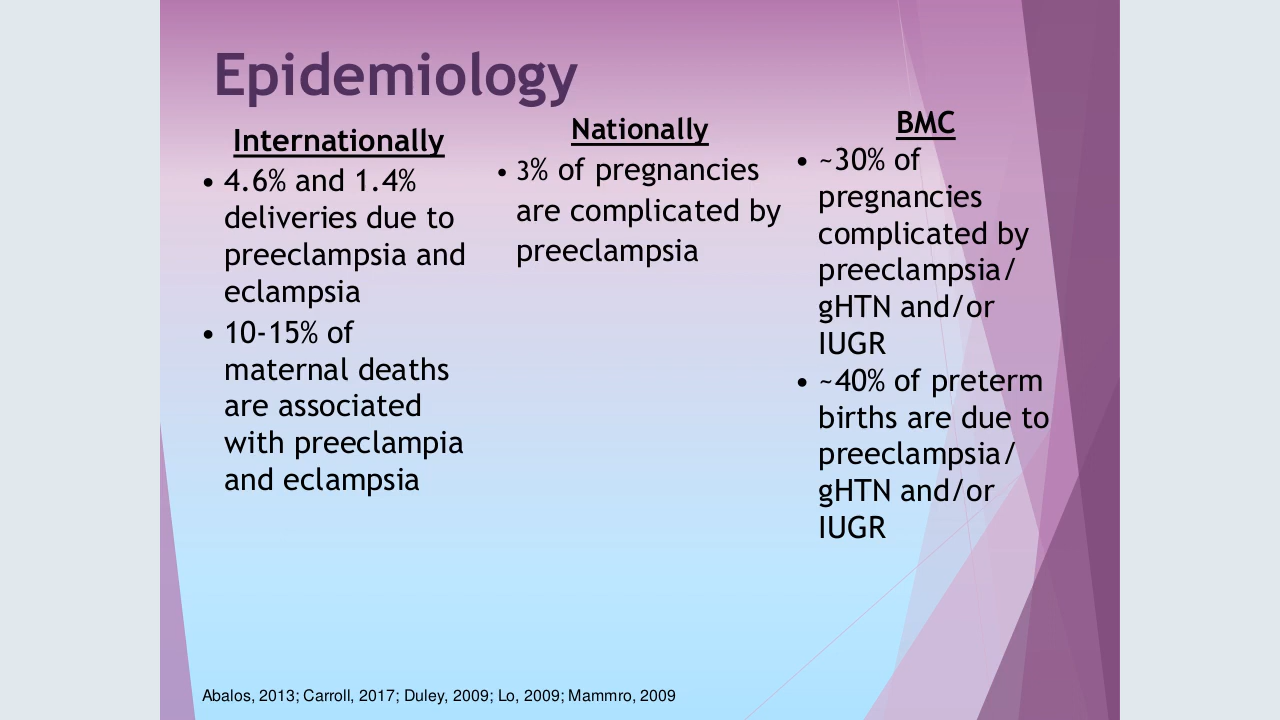 Epidemiology
Internationally
• 4.6% and 1.4%
deliveries due to
preeclampsia and
eclampsia
• 10-15% of
maternal deaths
are associated
with preeclampia
and eclampsia
Nationally
• 3% of pregnancies
are complicated by
preeclampsia
BMC
• ~30% of
pregnancies
complicated by
preeclampsia/
gHTN and/or
IUGR
• ~40% of preterm
births are due to
preeclampsia/
gHTN and/or
IUGR
Abalos, 2013; Carroll, 2017; Duley, 2009; Lo, 2009; Mammro, 2009